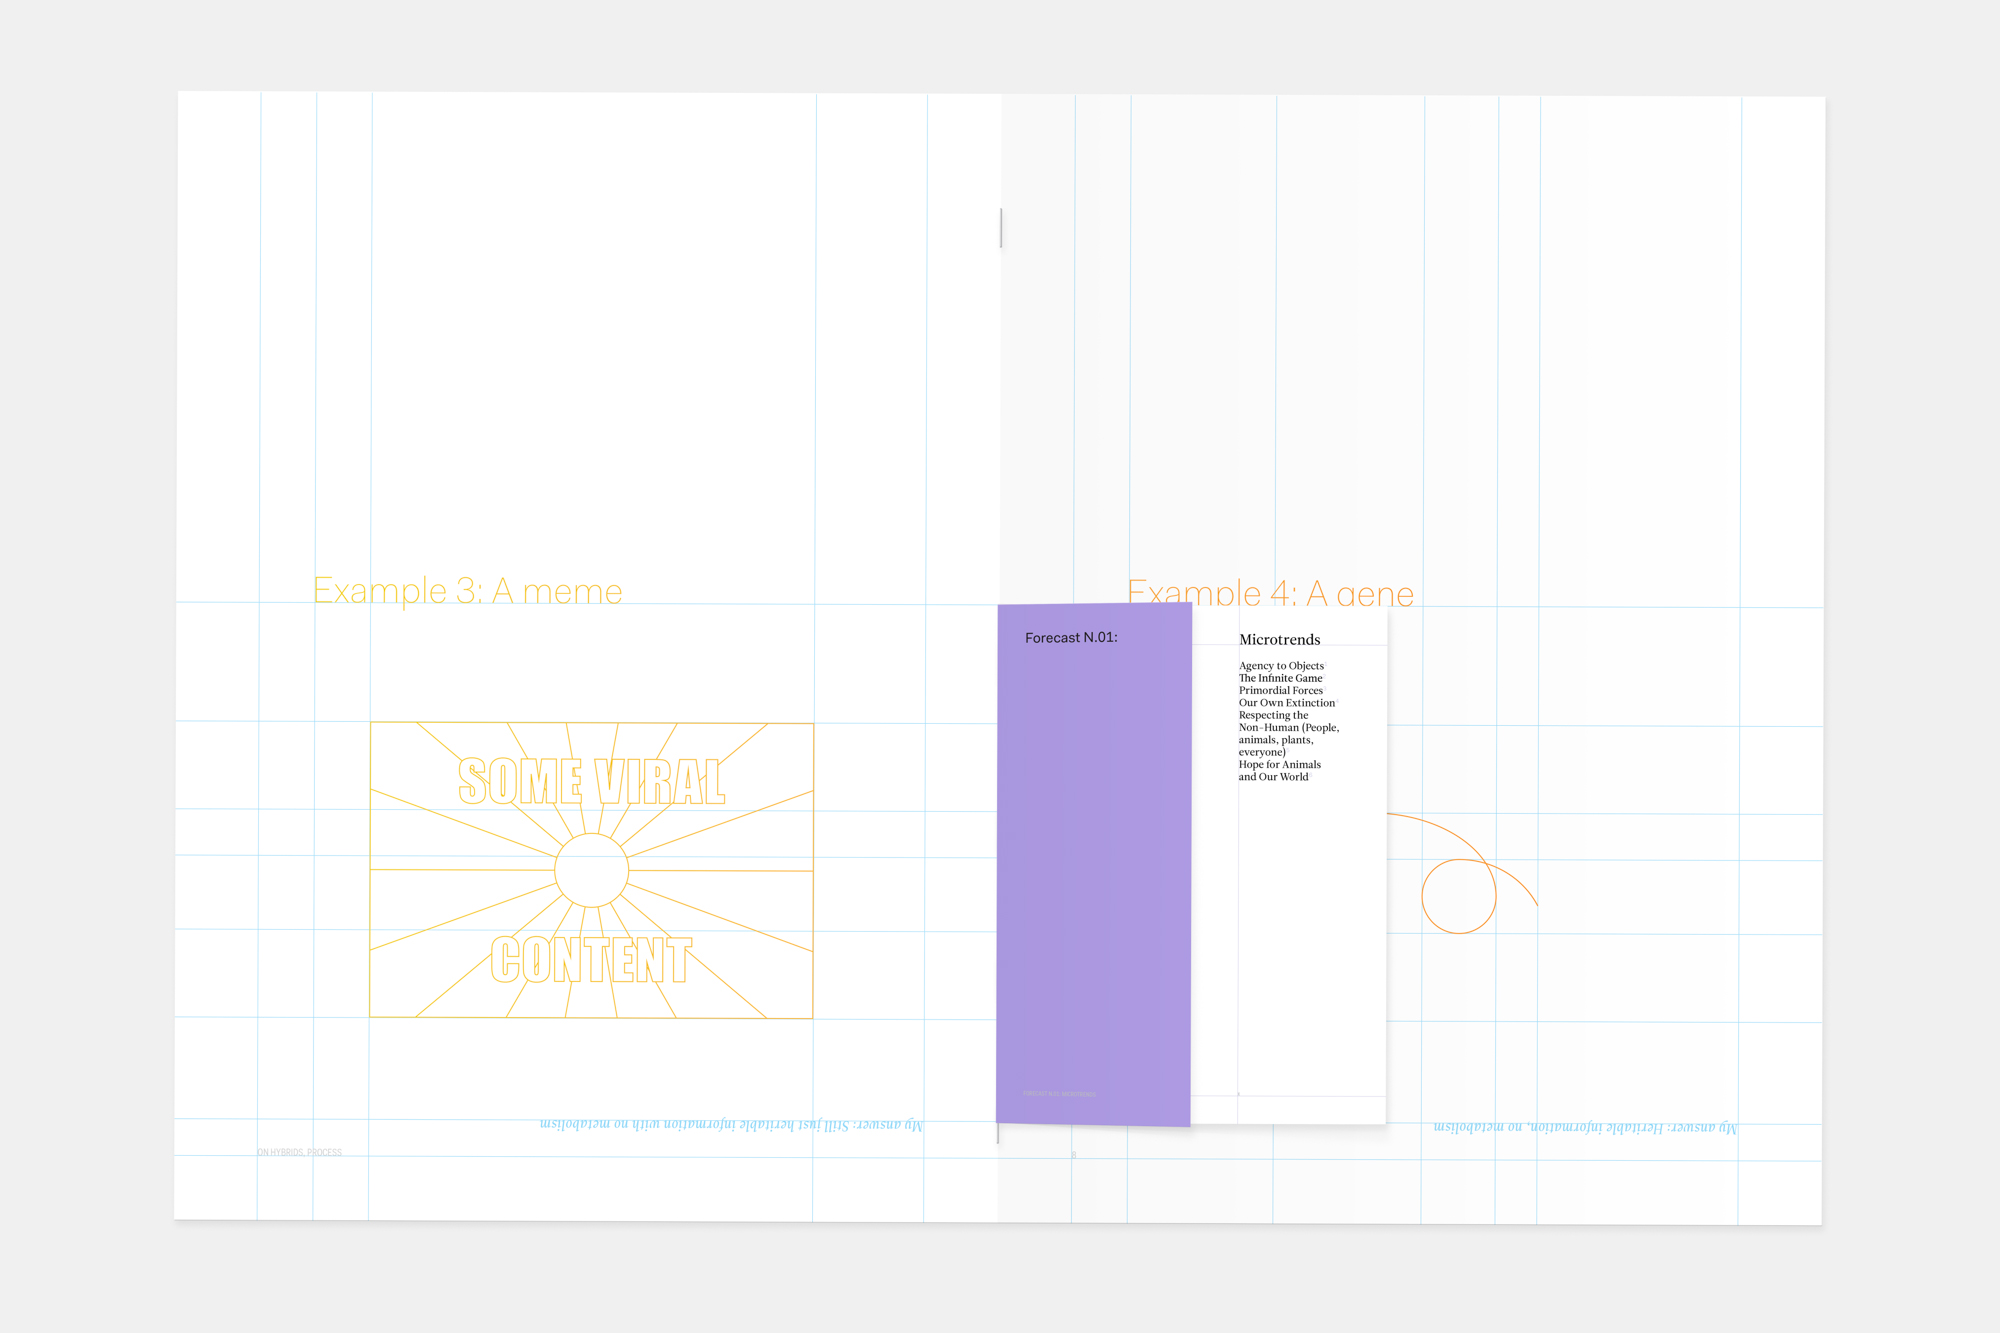 Example 3: A meme
SOME VIRAL
CONTENT
My answer: Still just heritable information with no metabolism
ON HYBRIDS, PROCESS
Example 4: A gene
Forecast N.01:
Microtrends
Agency to Objects
The Infinite Game
Primordial Forces
Our Own Extinction
Respecting the
Non-Human (People,
animals, plants,
everyone)
Hope for Animals
and Our World
My answer: Heritable information, no metabolism
8